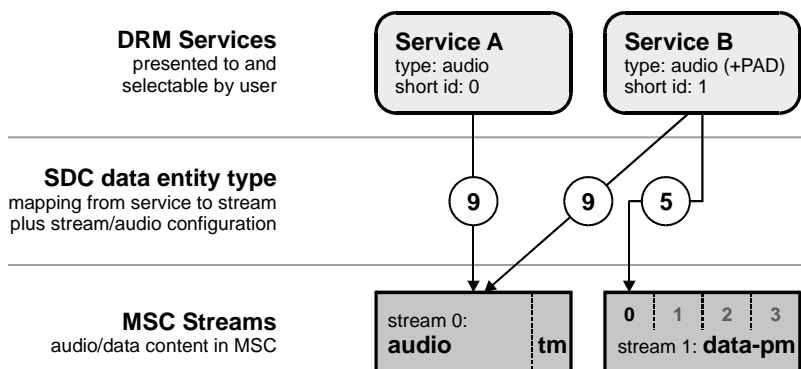 DRM Services
presented to and
selectable by user
Service A
type: audio
short id: 0
Service B
type: audio (+PAD)
short id: 1
SDC data entity type
mapping from service to stream
plus stream/audio configuration
9
9
5
MSC Streams
audio/data content in MSC
stream 0:
audio
tm
0 1 2 3
stream 1: data-pm